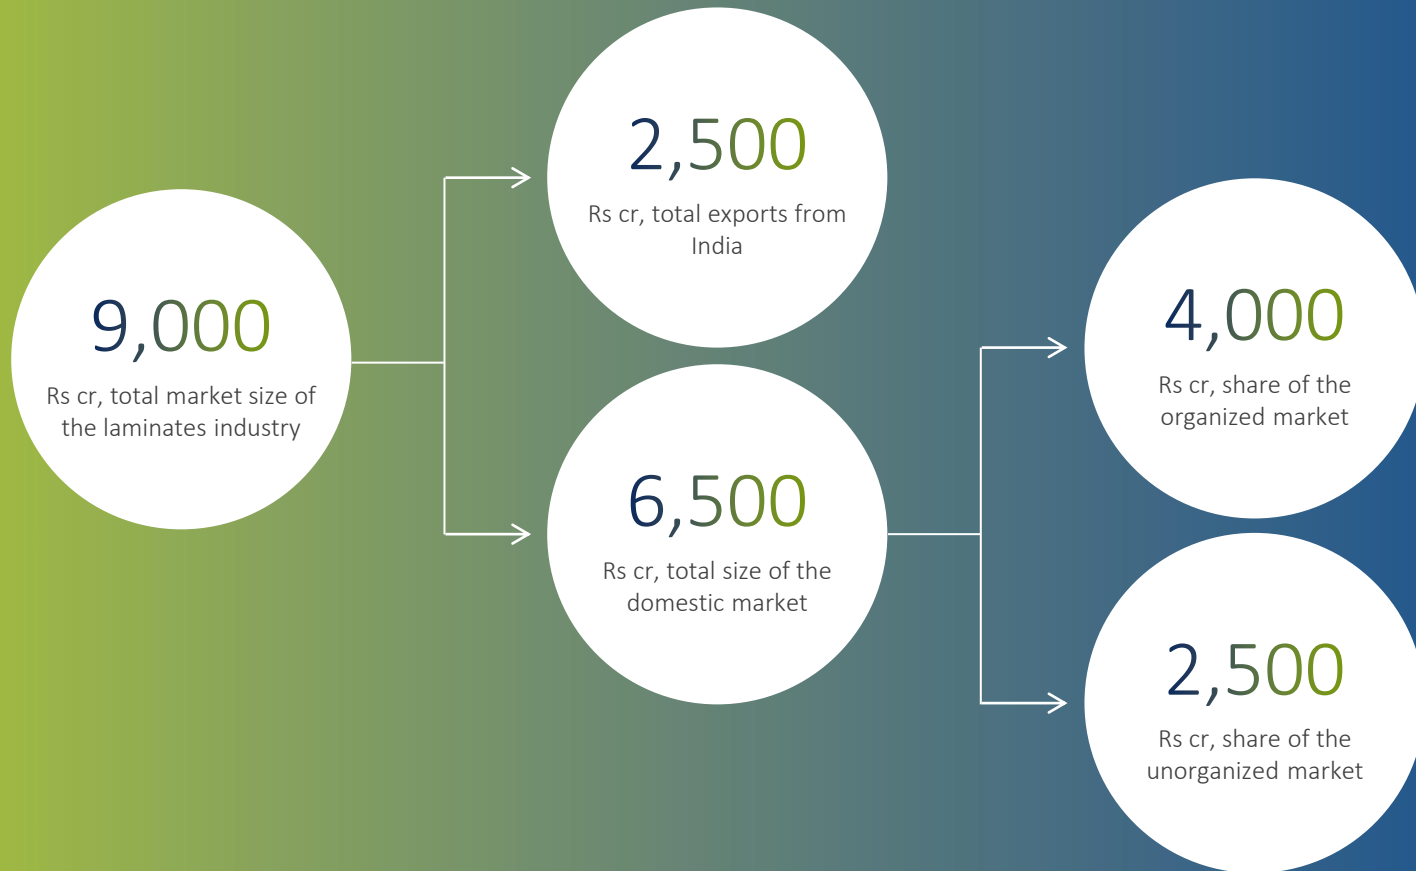 9,000
Rs cr, total market size of
the laminates industry
2,500
Rs cr, total exports from
India
6,500
Rs cr, total size of the
domestic market
4,000
Rs cr, share of the
organized market
2,500
Rs cr, share of the
unorganized market